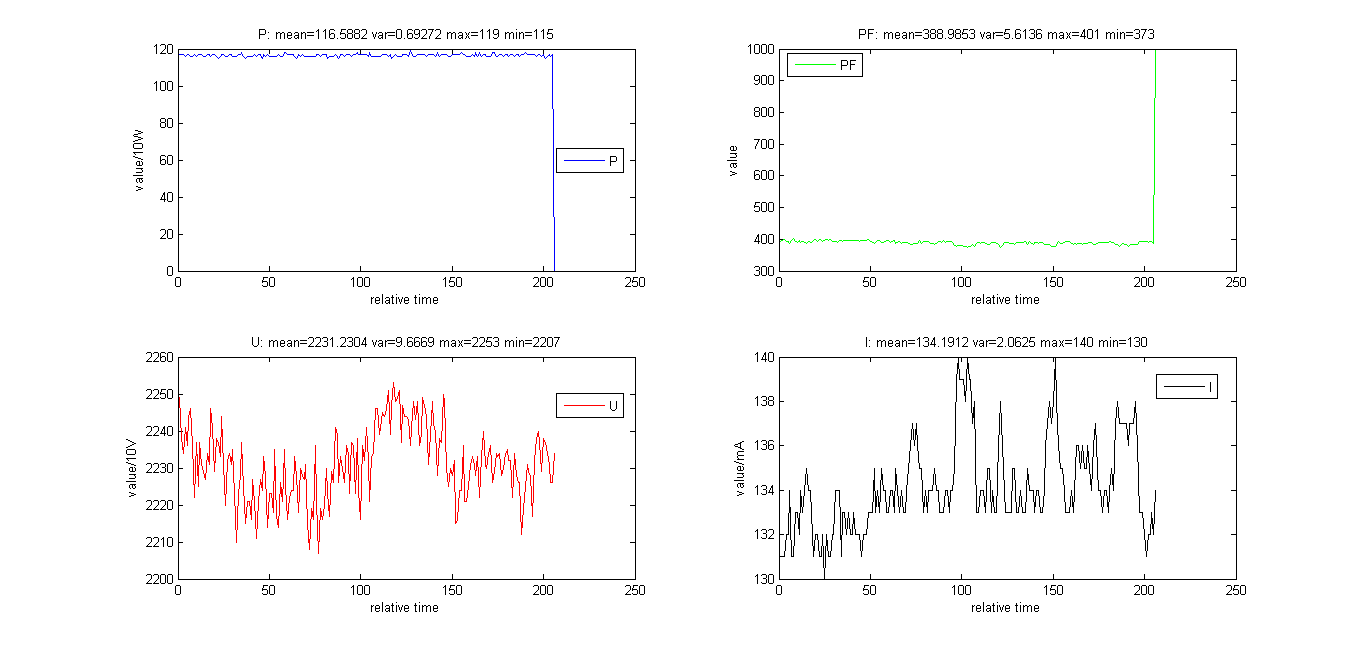 P: mean=116.5882 var=0.69272 max=119 min=115
120
100
80
60
40
20
0
value/10W
P
0 50 100 150 200 250
relative time
PF: mean=388.9853 var=5.6136 max=401 min=373
1000
900
800
700
600
500
400
300
value
PF
0 50 100 150 200 250
relative time
U: mean=2231.2304 var=9.6669 max=2253 min=2207
2260
2250
2240
2230
2220
2210
2200
value/10V
U
0 50 100 150 200 250
relative time
I: mean=134.1912 var=2.0625 max=140 min=130
140
138
136
134
132
130
value/mA
I
0 50 100 150 200 250
relative time